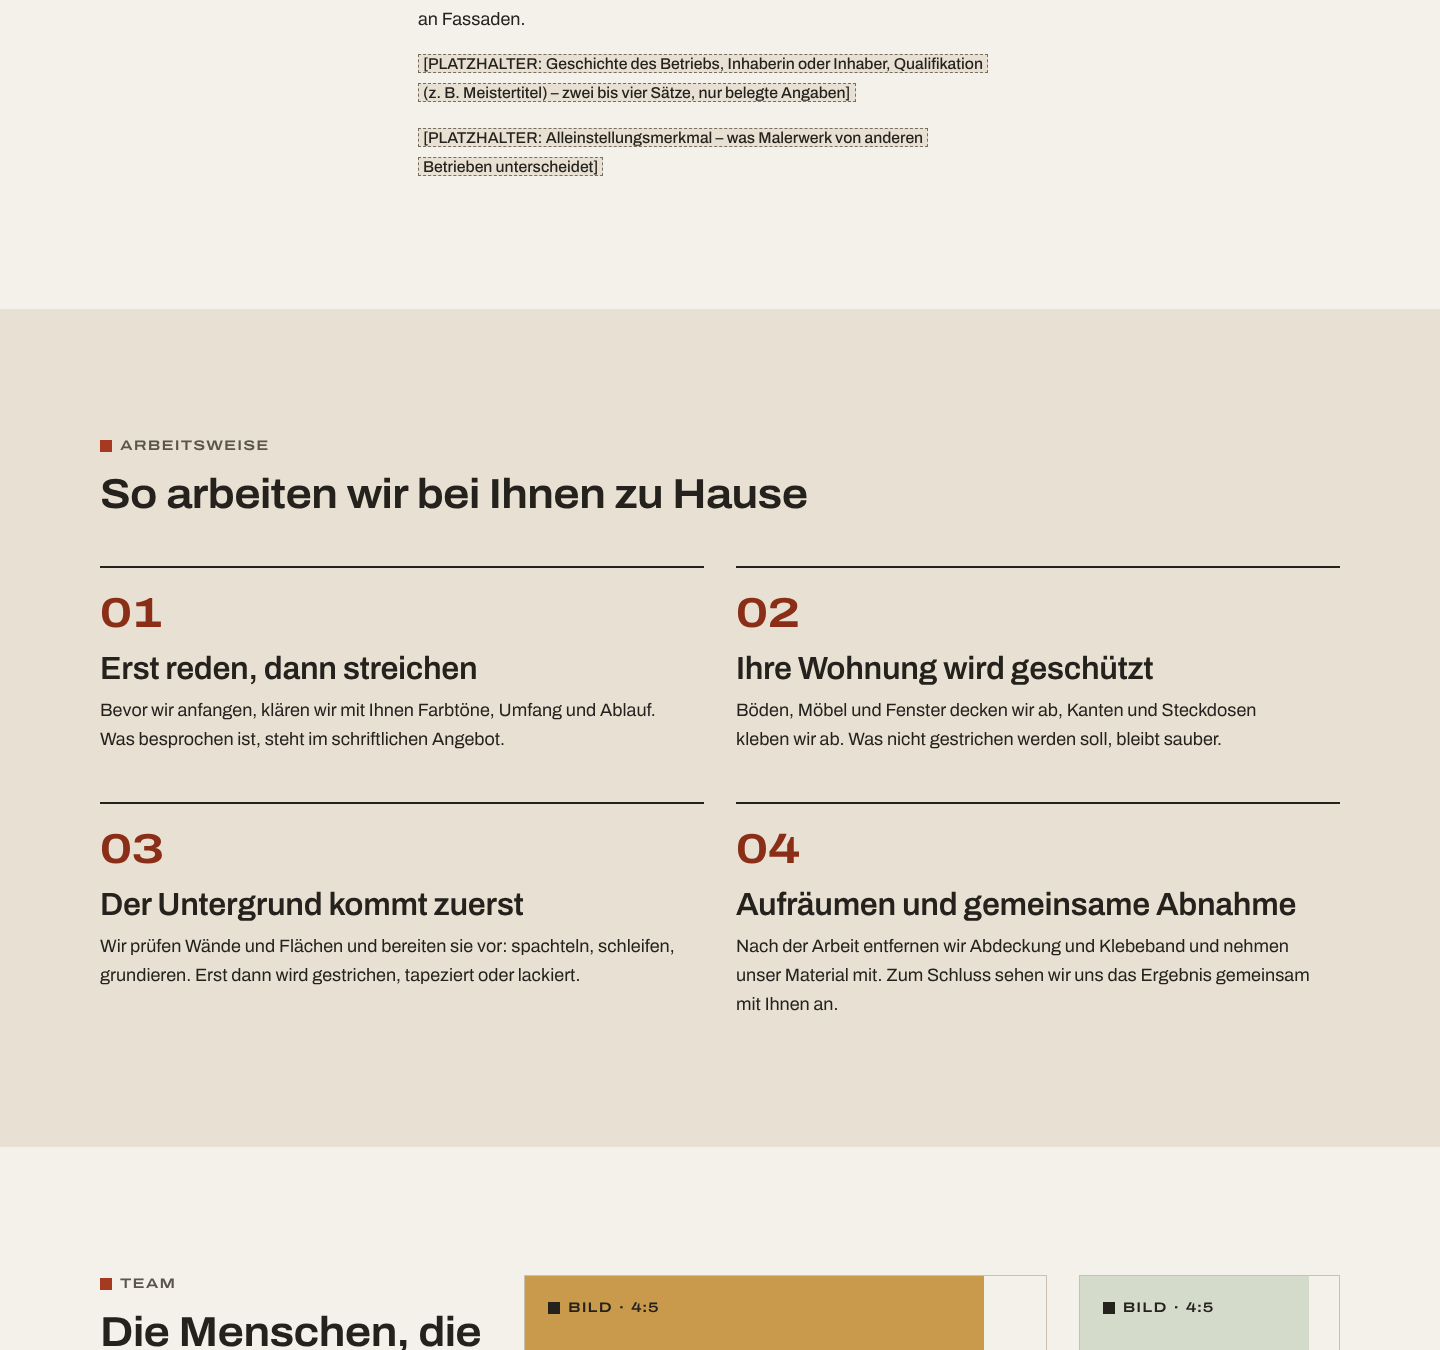 an Fassaden.
[PLATZHALTER: Geschichte des Betriebs, Inhaberin oder Inhaber, Qualifikation
(z. B. Meistertitel) – zwei bis vier Sätze, nur belegte Angaben]
[PLATZHALTER: Alleinstellungsmerkmal – was Malerwerk von anderen
Betrieben unterscheidet]
ARBEITSWEISE
So arbeiten wir bei Ihnen zu Hause
01
Erst reden, dann streichen
Bevor wir anfangen, klären wir mit Ihnen Farbtöne, Umfang und Ablauf.
Was besprochen ist, steht im schriftlichen Angebot.
02
Ihre Wohnung wird geschützt
Böden, Möbel und Fenster decken wir ab, Kanten und Steckdosen
kleben wir ab. Was nicht gestrichen werden soll, bleibt sauber.
03
Der Untergrund kommt zuerst
Wir prüfen Wände und Flächen und bereiten sie vor: spachteln, schleifen,
grundieren. Erst dann wird gestrichen, tapeziert oder lackiert.
04
Aufräumen und gemeinsame Abnahme
Nach der Arbeit entfernen wir Abdeckung und Klebeband und nehmen
unser Material mit. Zum Schluss sehen wir uns das Ergebnis gemeinsam
mit Ihnen an.
TEAM
Die Menschen, die
BILD · 4:5
BILD · 4:5